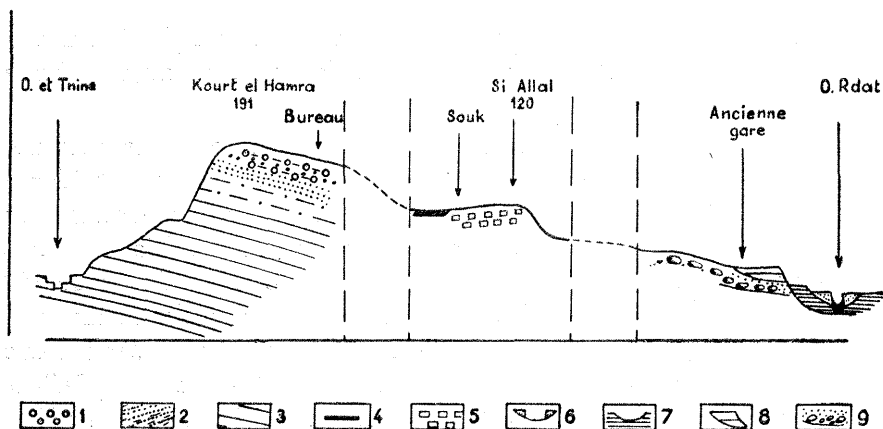 O. et Tnine
Kourt el Hamra
191
Bureau
Souk
Si Allal
120
Ancienne
gare
O. Rdat
1 2 3 4 5 6 7 8 9